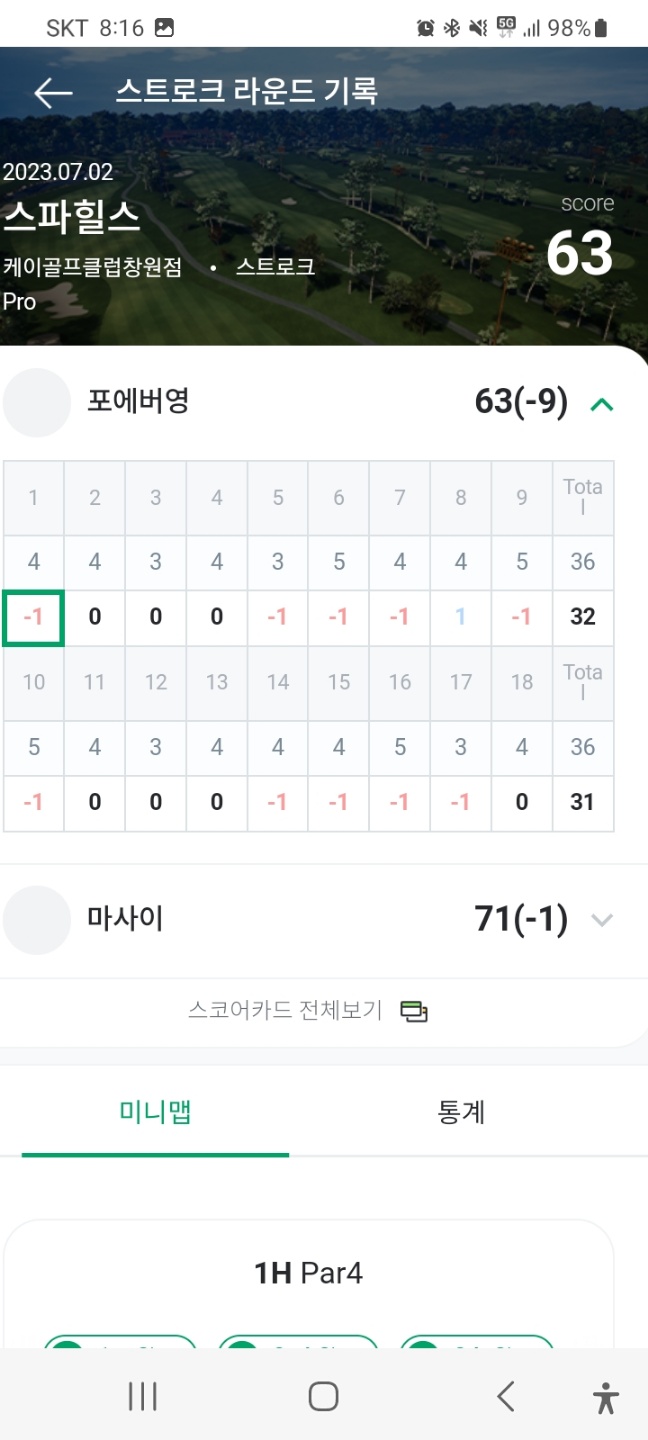 SKT 8:16 98%
스트로크 라운드 기록
2023.07.02
스파힐스
score
63
케이골프클럽창원점 • 스트로크
Pro
포에버영 63(-9)
1 2 3 4 5 6 7 8 9 Tota
l
4 4 3 4 3 5 4 4 5 36
-1 0 0 0 -1 -1 -1 1 -1 32
10 11 12 13 14 15 16 17 18 Tota
l
5 4 3 4 4 4 5 3 4 36
-1 0 0 0 -1 -1 -1 -1 0 31
마사이 71(-1)
스코어카드 전체보기
미니맵 통계
1H Par4